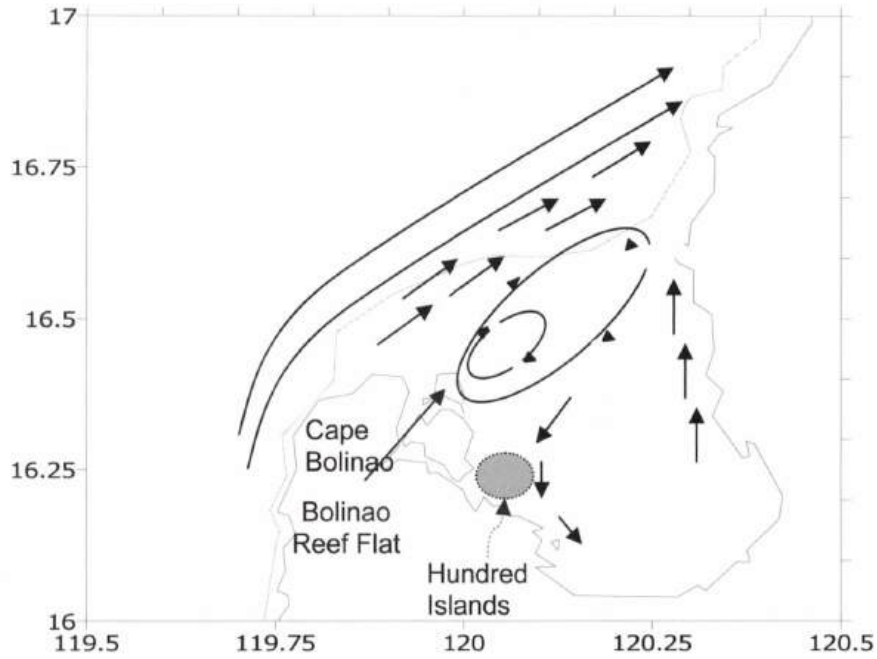 17
16.75
16.5
Cape
Bolinao
16.25
Bolinao
Reef Flat
Hundred
Islands
16
119.5
119.75
120
120.25
120.5